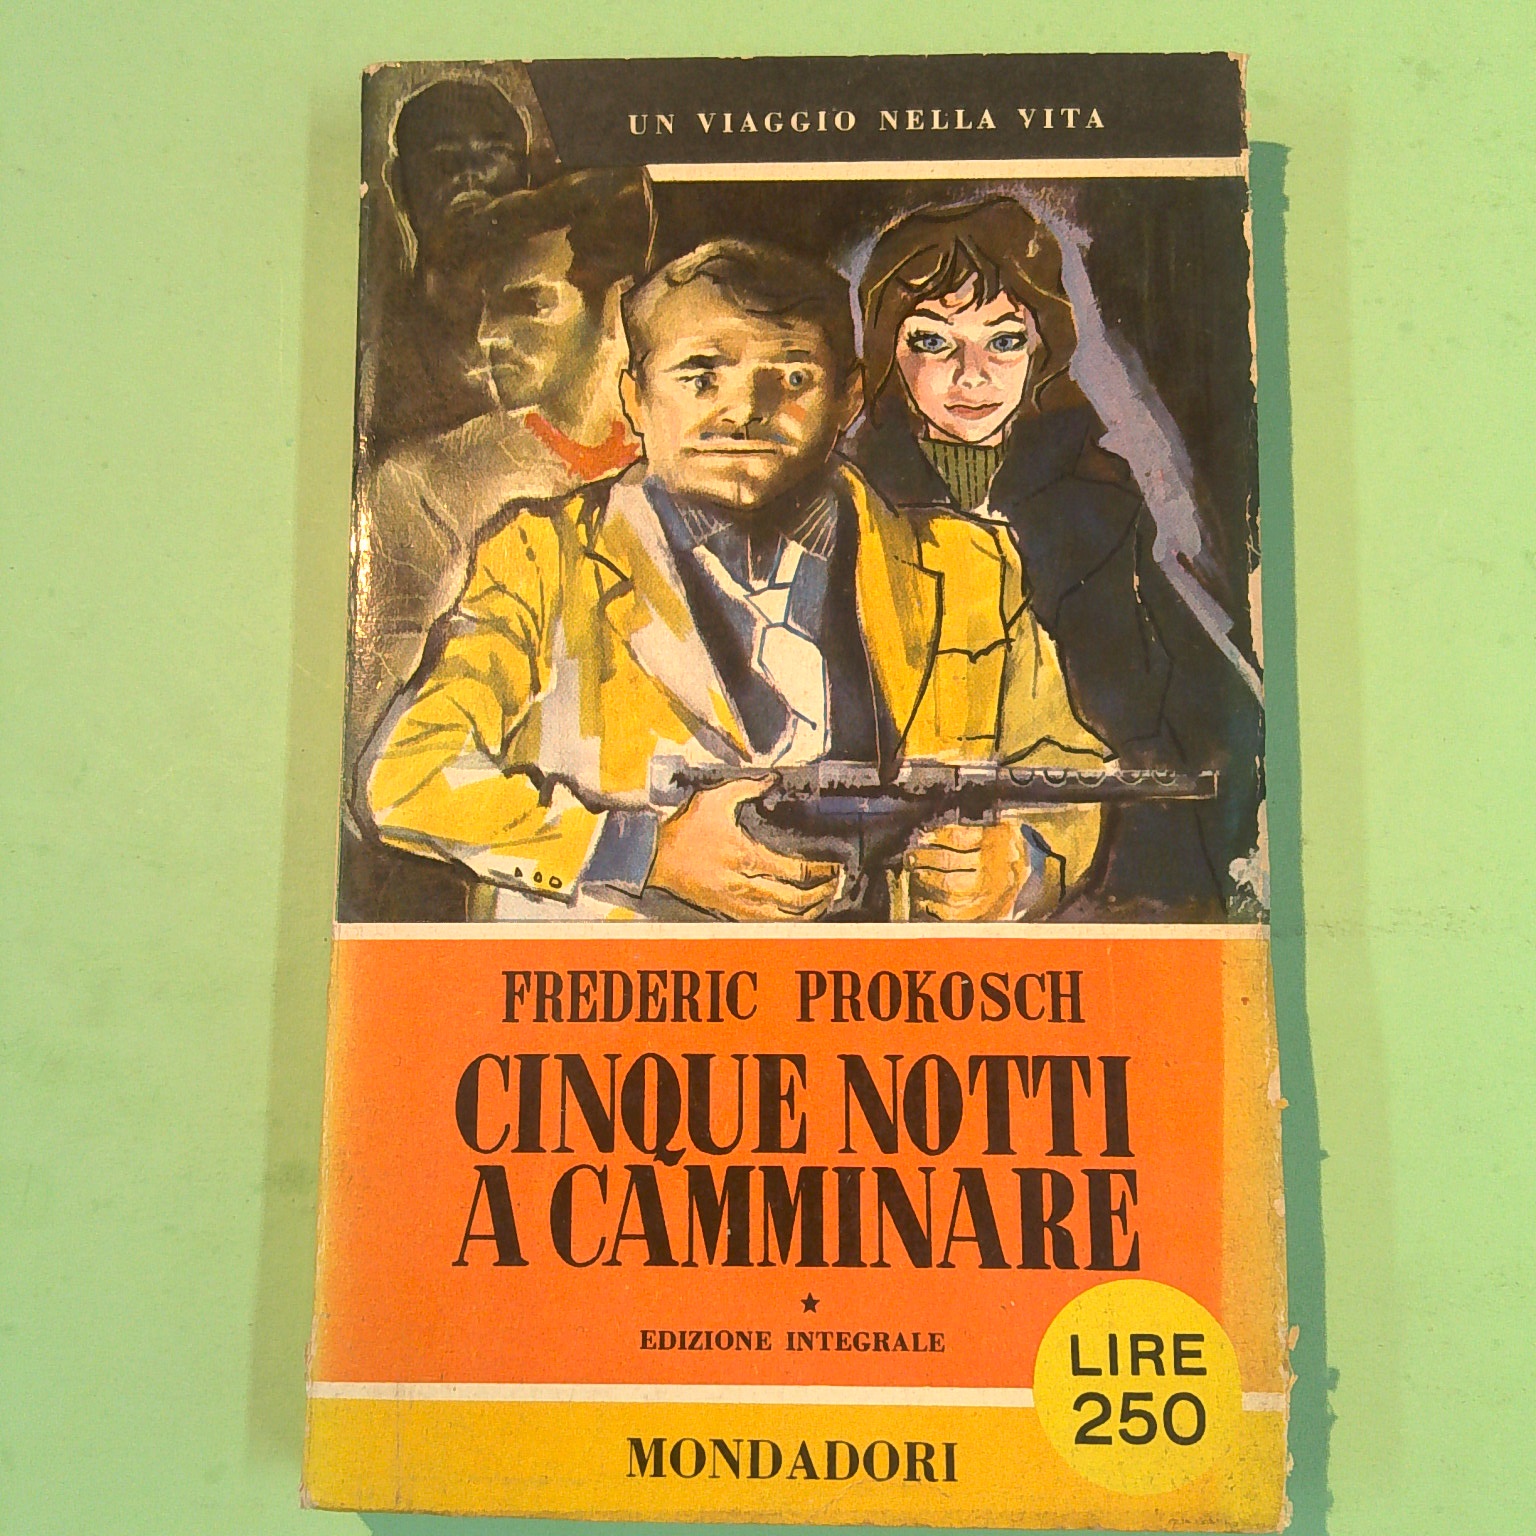 UN VIAGGIO NELLA VITA
FREDERIC PROKOSCH
CINQUE NOTTI
A CAMMINARE
EDIZIONE INTEGRALE
LIRE
250
MONDADORI